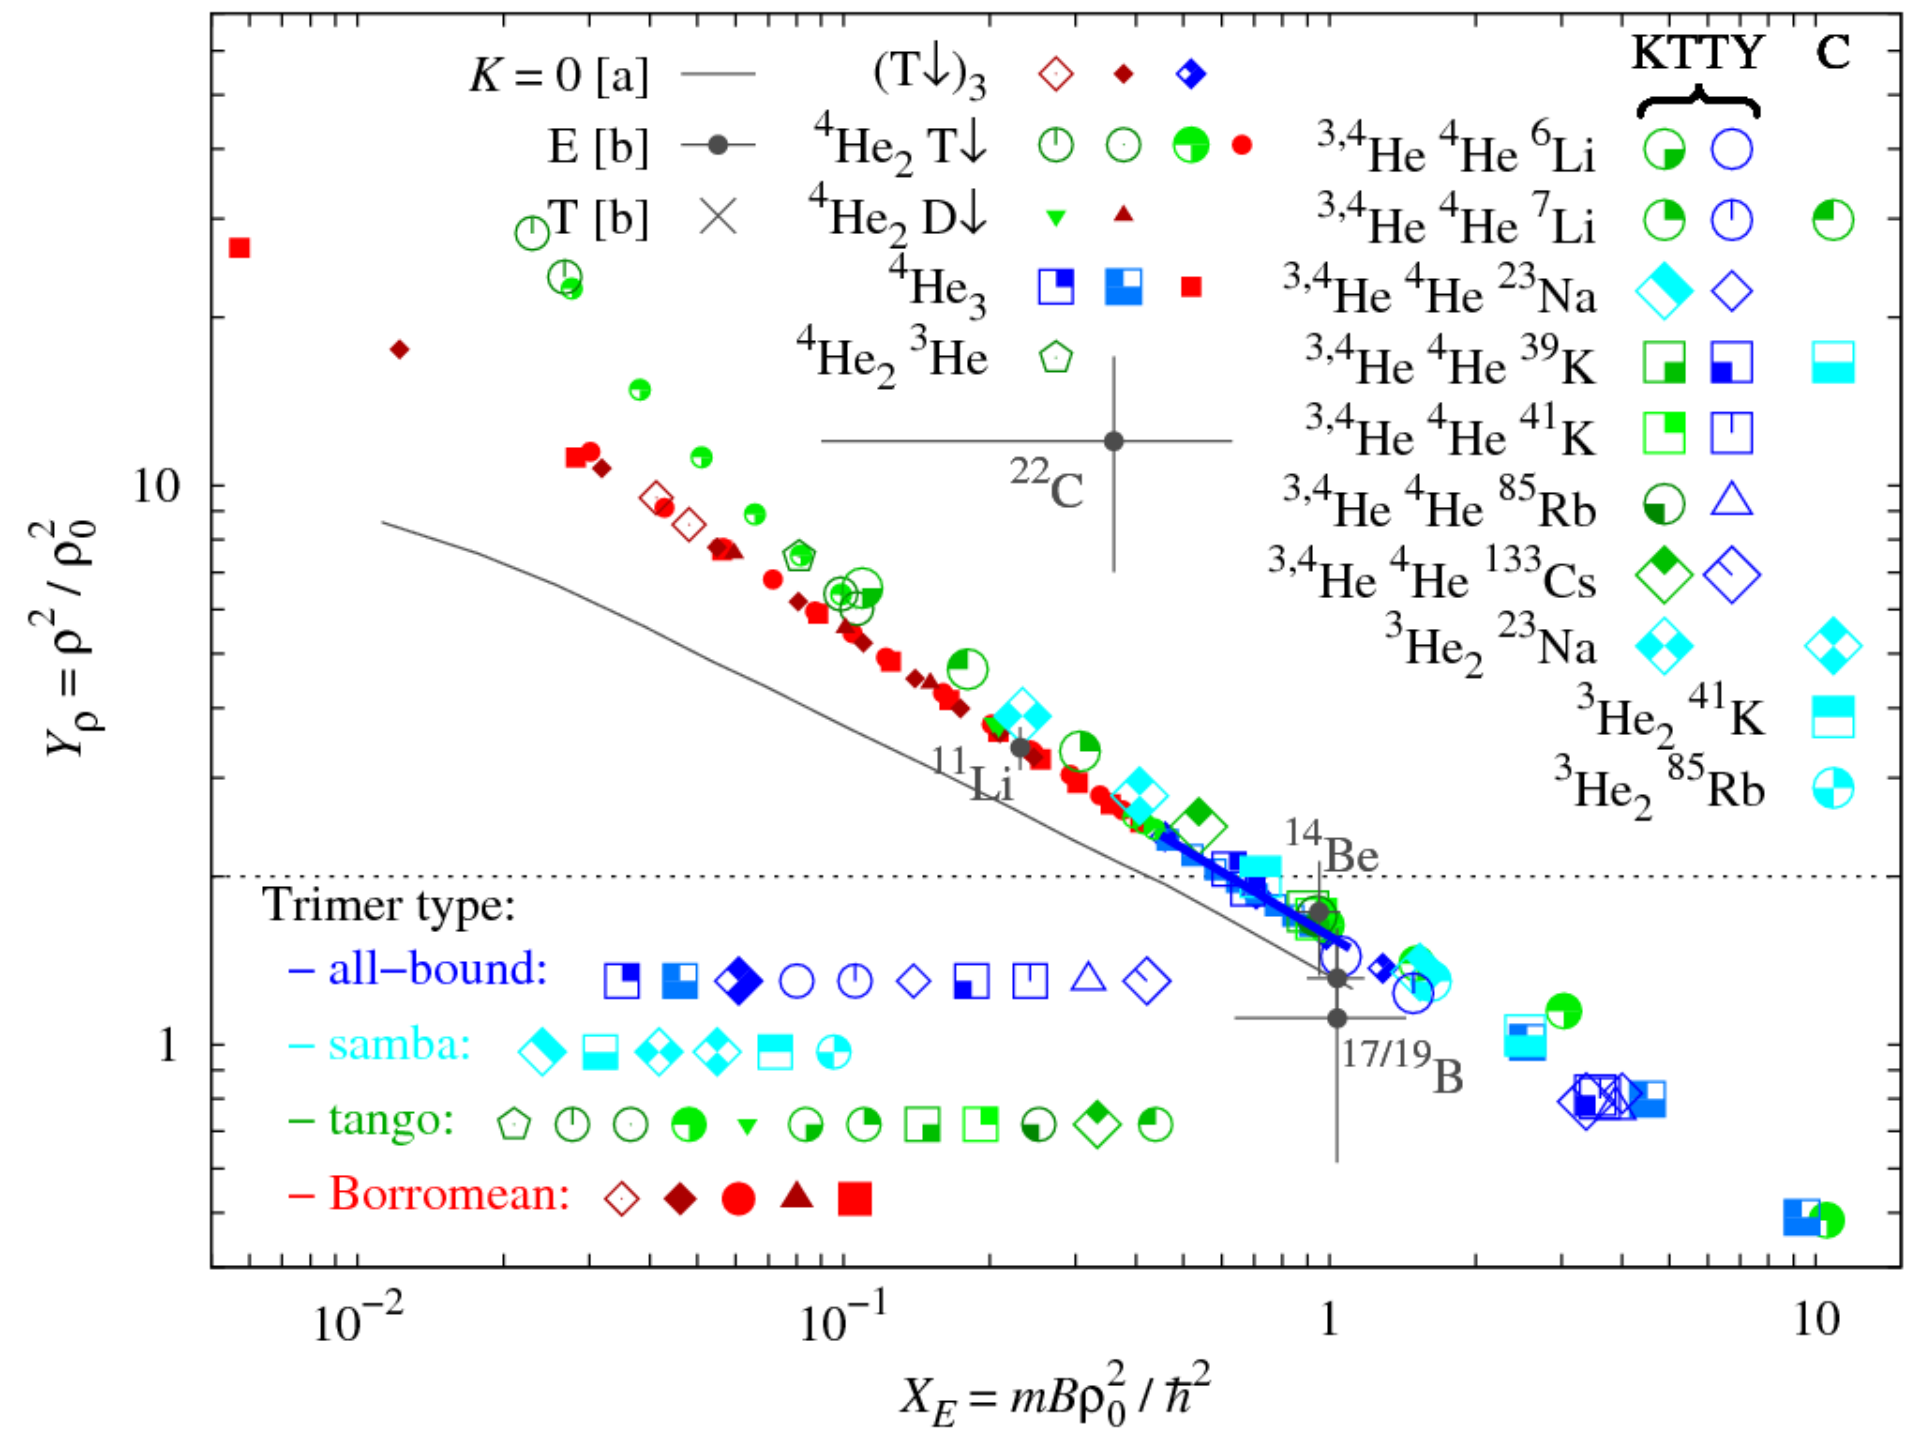 K = 0 [a]
E [b]
T [b]
(T↓)₃
⁴He₂ T↓
⁴He₂ D↓
⁴He₃
⁴He₂ ³He
KTTY C
³,⁴He ⁴He ⁶Li
³,⁴He ⁴He ⁷Li
³,⁴He ⁴He ²³Na
³,⁴He ⁴He ³⁹K
³,⁴He ⁴He ⁴¹K
³,⁴He ⁴He ⁸⁵Rb
³,⁴He ⁴He ¹³³Cs
³He₂ ²³Na
³He₂ ⁴¹K
³He₂ ⁸⁵Rb
²²C
¹¹Li
¹⁴Be
¹⁷/¹⁹B
Trimer type:
− all−bound:
− samba:
− tango:
− Borromean:
10
1
Y_ρ = ρ² / ρ₀²
10⁻² 10⁻¹ 1 10
X_E = mBρ₀² / ħ²